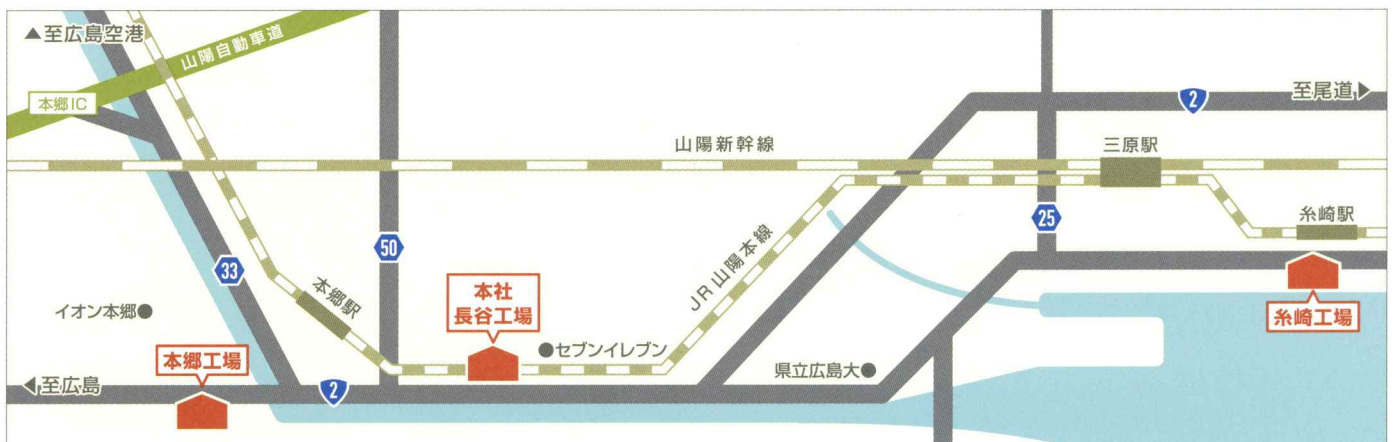 ▲至広島空港
山陽自動車道
本郷IC
2
至尾道▶
山陽新幹線
三原駅
糸崎駅
25
50
33
本郷駅
JR山陽本線
本社
長谷工場
イオン本郷●
●セブンイレブン
糸崎工場
本郷工場
県立広島大●
◀至広島
2